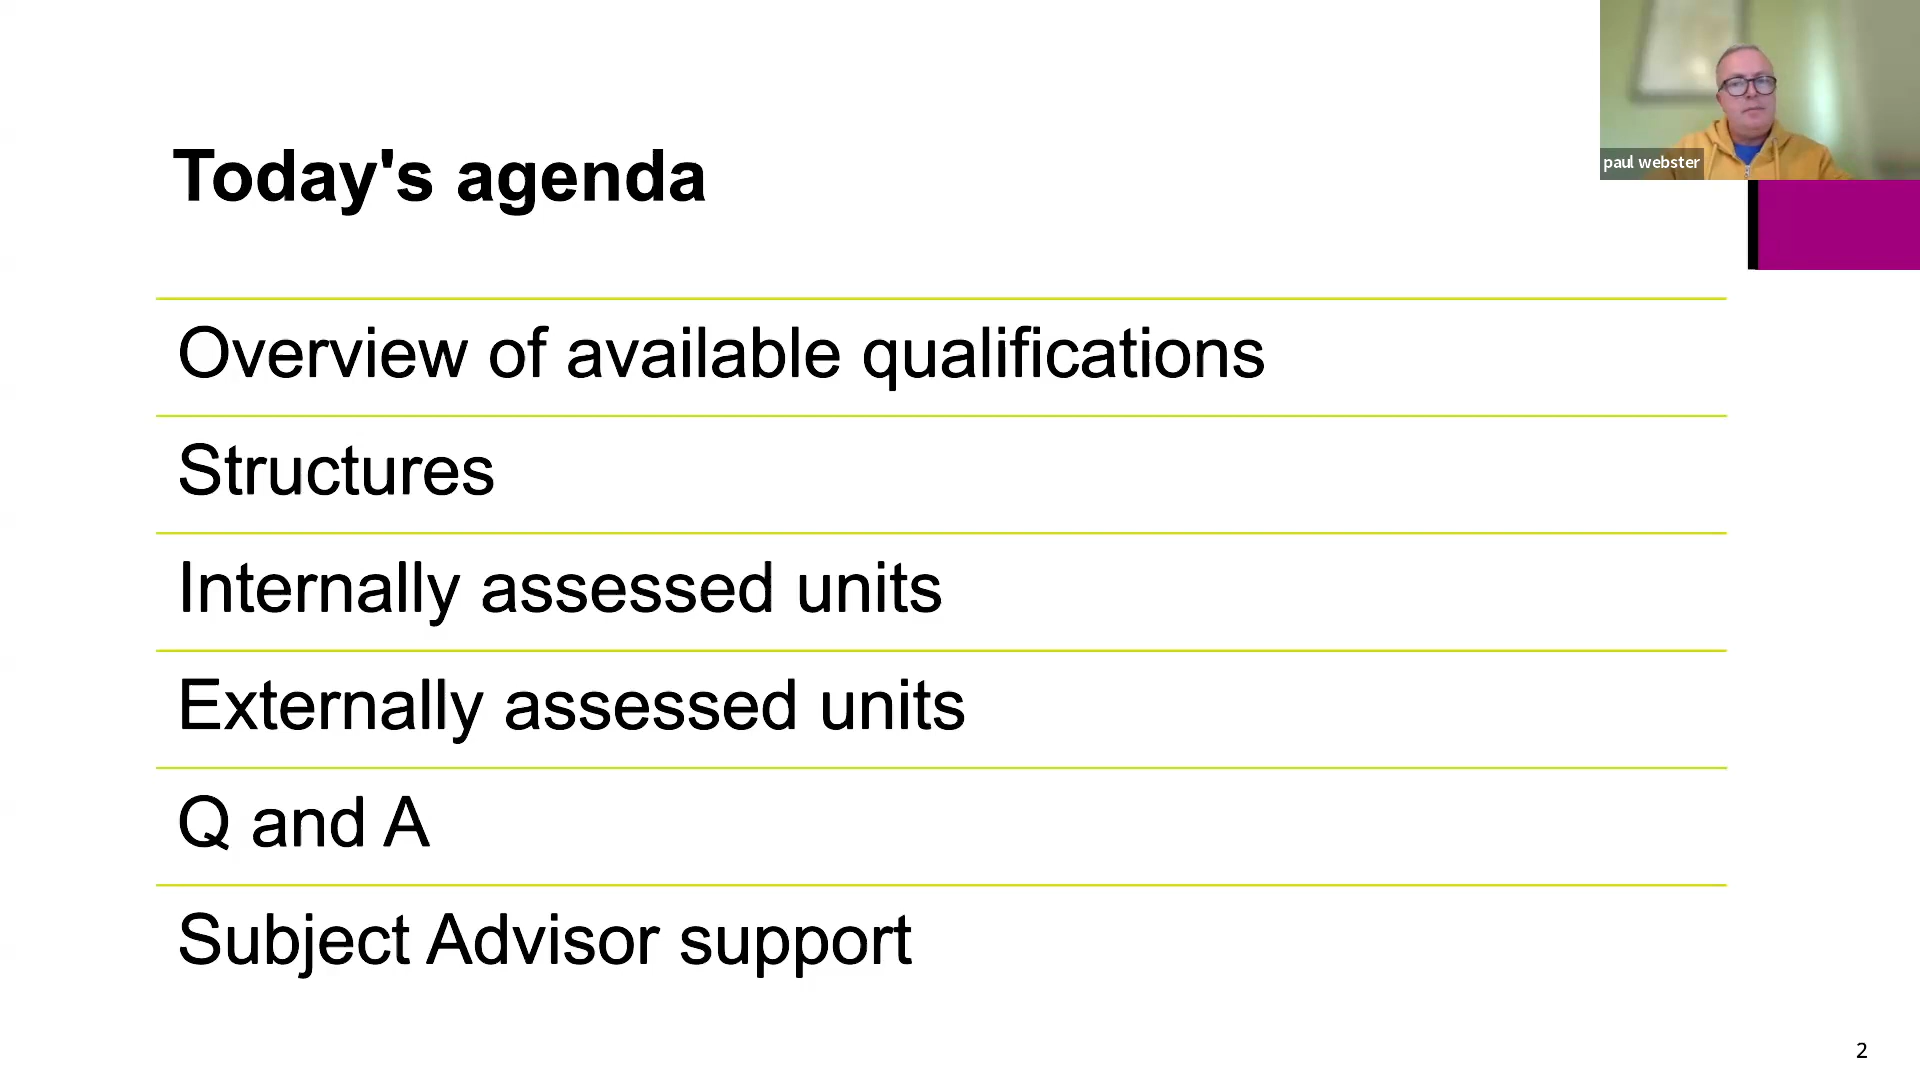 paul webster
Today's agenda
Overview of available qualifications
Structures
Internally assessed units
Externally assessed units
Q and A
Subject Advisor support
2